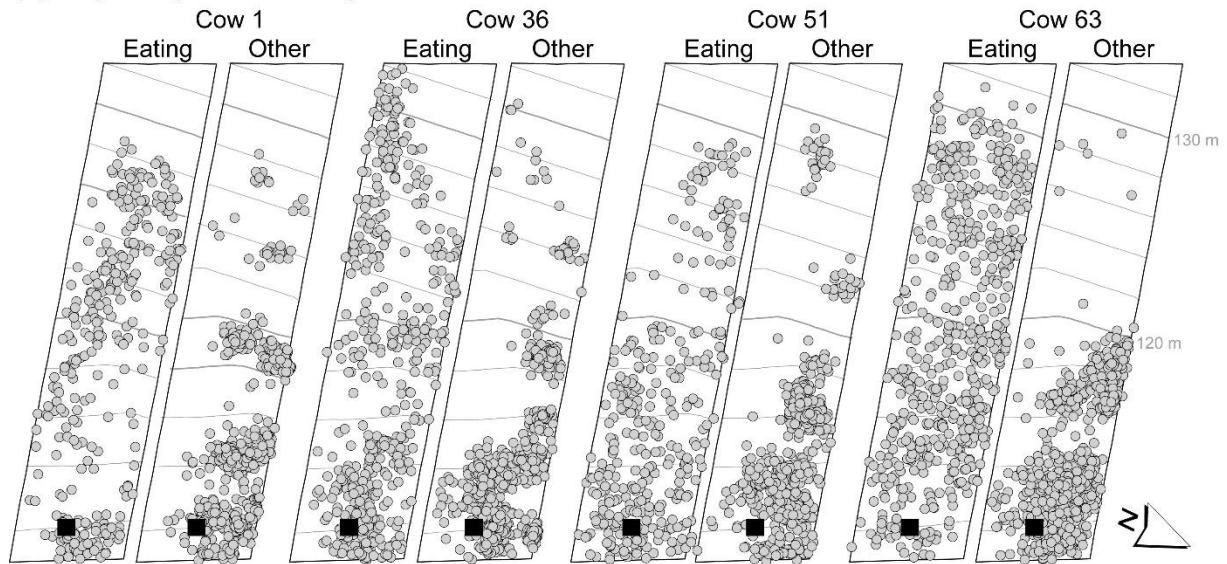 Cow 1 Cow 36 Cow 51 Cow 63
Eating Other Eating Other Eating Other Eating Other
130 m
120 m
N